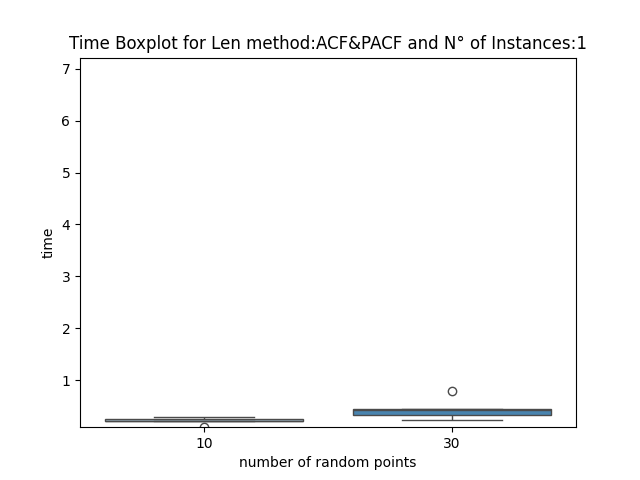 Time Boxplot for Len method:ACF&PACF and N° of Instances:1
7
6
5
4
3
2
1
time
10 30
number of random points